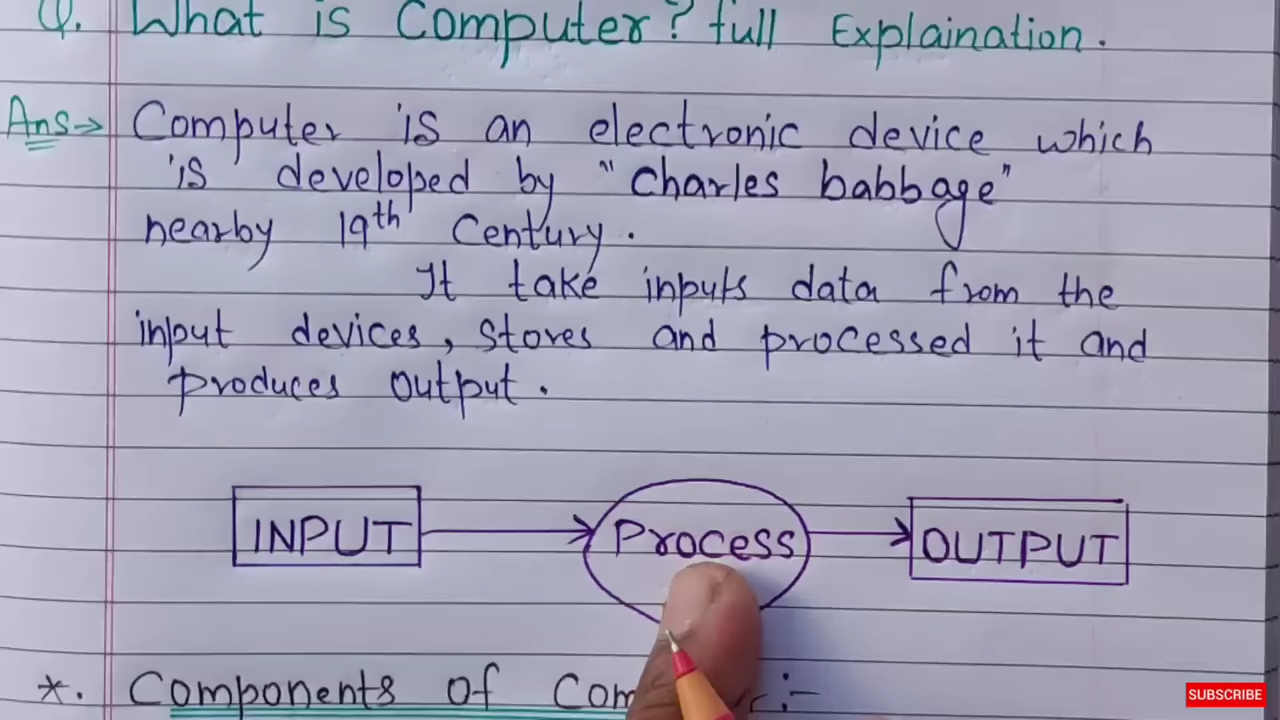 Q. What is Computer? full Explaination.
Ans→ Computer is an electronic device which
is developed by "Charles babbage"
nearby 19th Century.
It take inputs data from the
input devices, stores and processed it and
produces output.
INPUT → Process → OUTPUT
*. Components of Com r:-
SUBSCRIBE